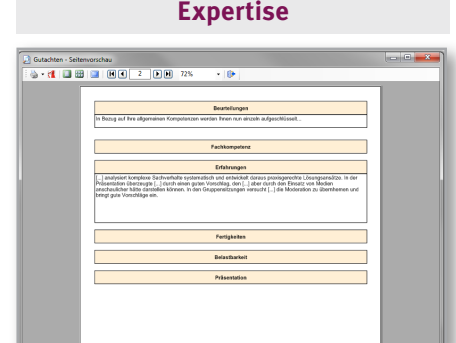 Expertise
Gutachten - Seitenvorschau
2 72%
Beurteilungen
In Bezug auf Ihre allgemeinen Kompetenzen werden Ihnen nun einzeln aufgeschlüsselt...
Fachkompetenz
Erfahrungen
[...] analysiert komplexe Sachverhalte systematisch und entwickelt daraus praxisgerechte Lösungsansätze. In der
Präsentation überzeugte [...] durch einen guten Vorschlag, den [...] aber durch den Einsatz von Medien
anschaulicher hätte darstellen können. In den Gruppensitzungen versucht [...] die Moderation zu übernhemen und
bringt gute Vorschläge ein.
Fertigkeiten
Belastbarkeit
Präsentation